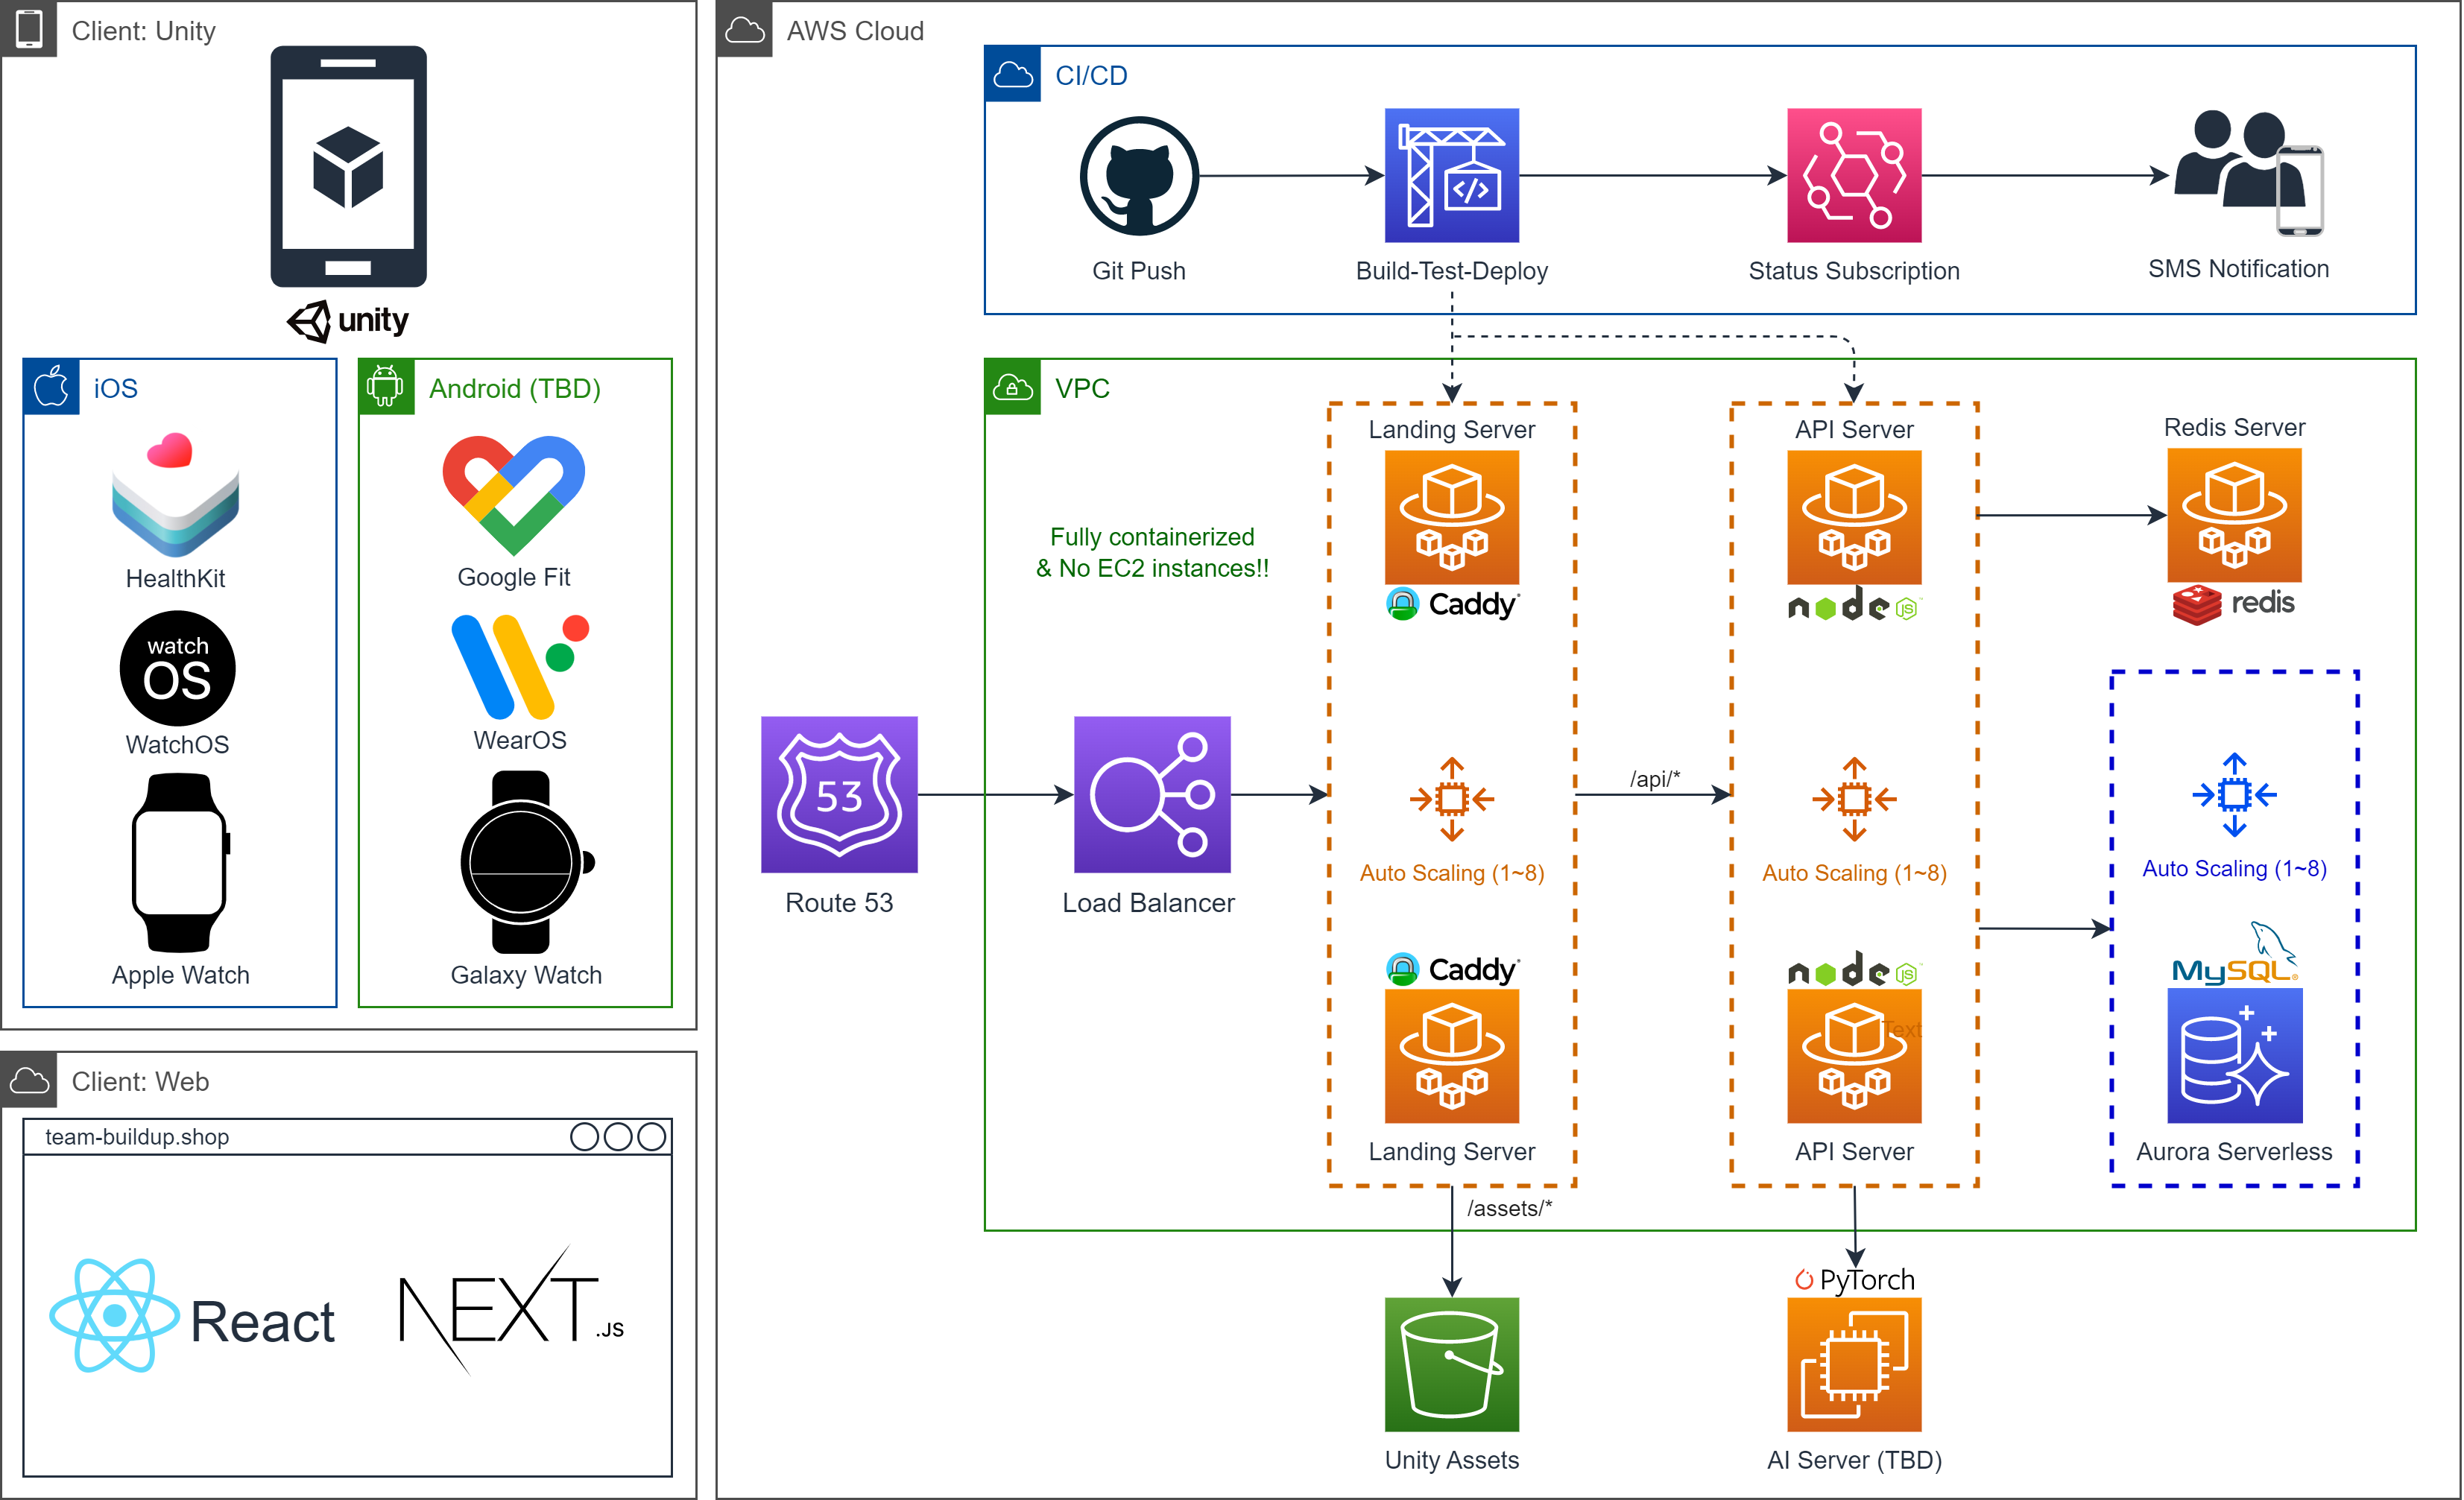 Client: Unity
unity
iOS
HealthKit
watch
OS
WatchOS
Apple Watch
Android (TBD)
Google Fit
WearOS
Galaxy Watch
Client: Web
team-buildup.shop
React
NEXT.JS
AWS Cloud
CI/CD
Git Push
</>
Build-Test-Deploy
Status Subscription
SMS Notification
VPC
Fully containerized
& No EC2 instances!!
53
Route 53
Load Balancer
Landing Server
Caddy
Auto Scaling (1~8)
Caddy
Landing Server
/api/*
/assets/*
API Server
node
JS
Auto Scaling (1~8)
node
JS
Text
API Server
Redis Server
redis
Auto Scaling (1~8)
MySQL®
Aurora Serverless
Unity Assets
PyTorch
AI Server (TBD)